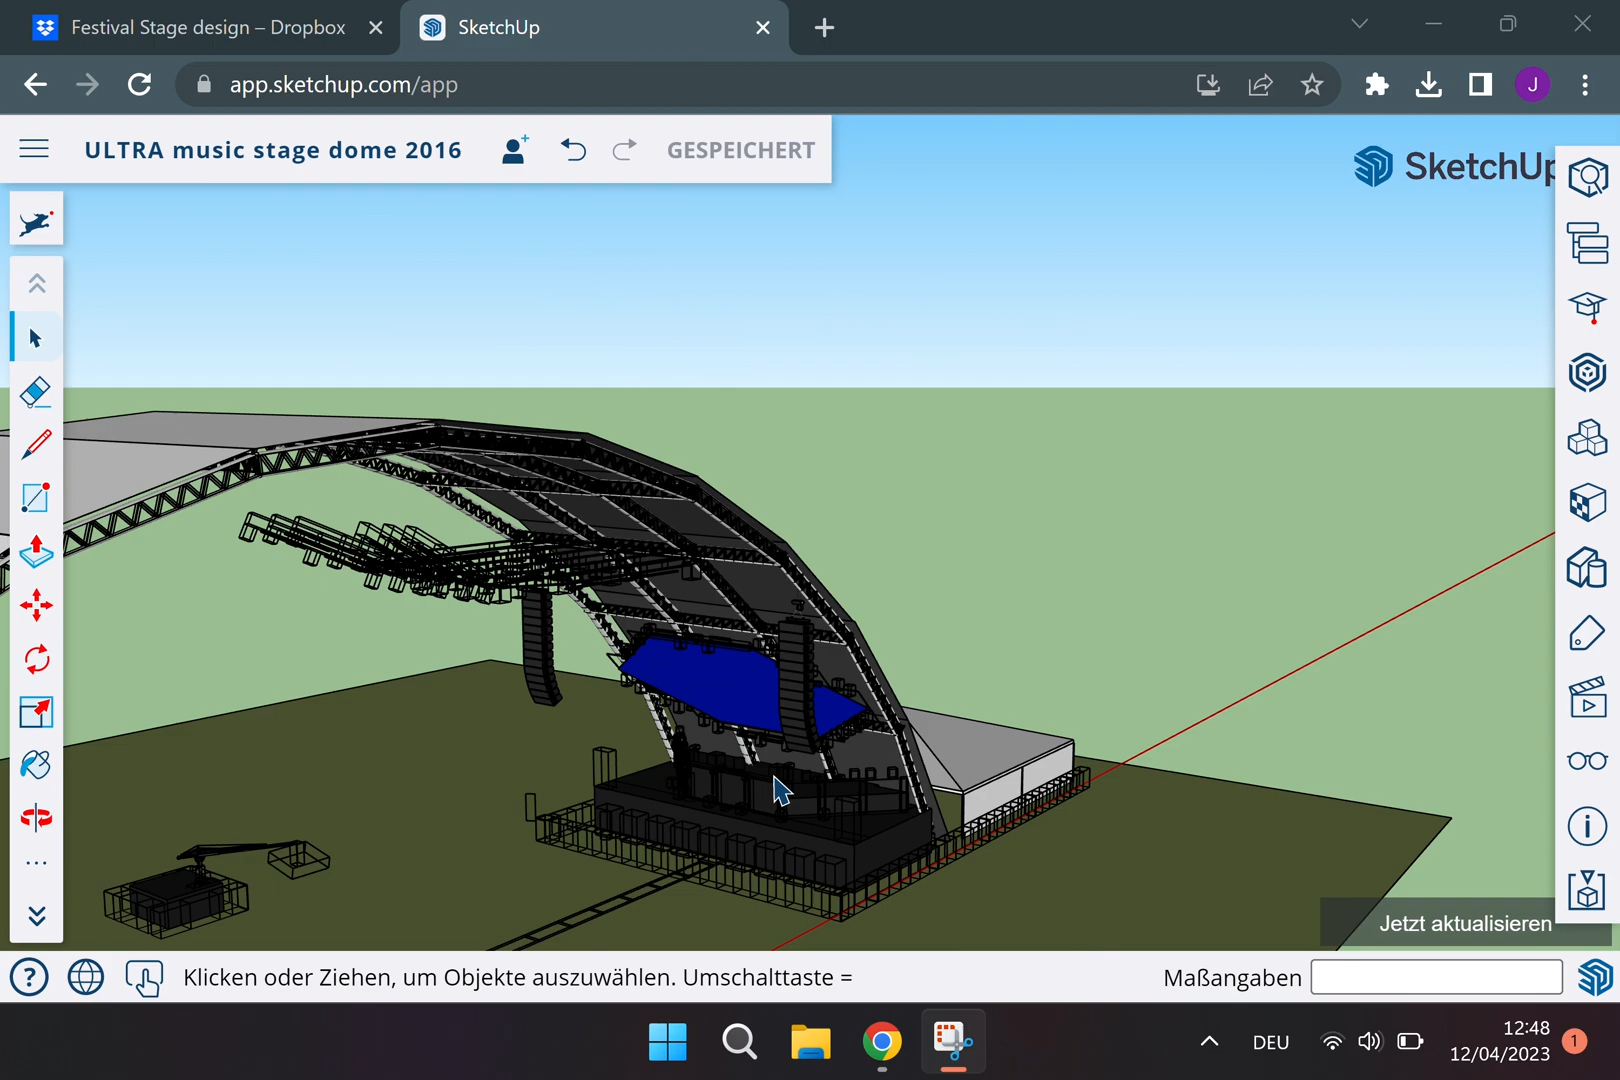 Festival Stage design – Dropbox
SketchUp
app.sketchup.com/app
J
ULTRA music stage dome 2016
GESPEICHERT
SketchUp
Jetzt aktualisieren
Klicken oder Ziehen, um Objekte auszuwählen. Umschalttaste =
Maßangaben
DEU
12:48
12/04/2023
1